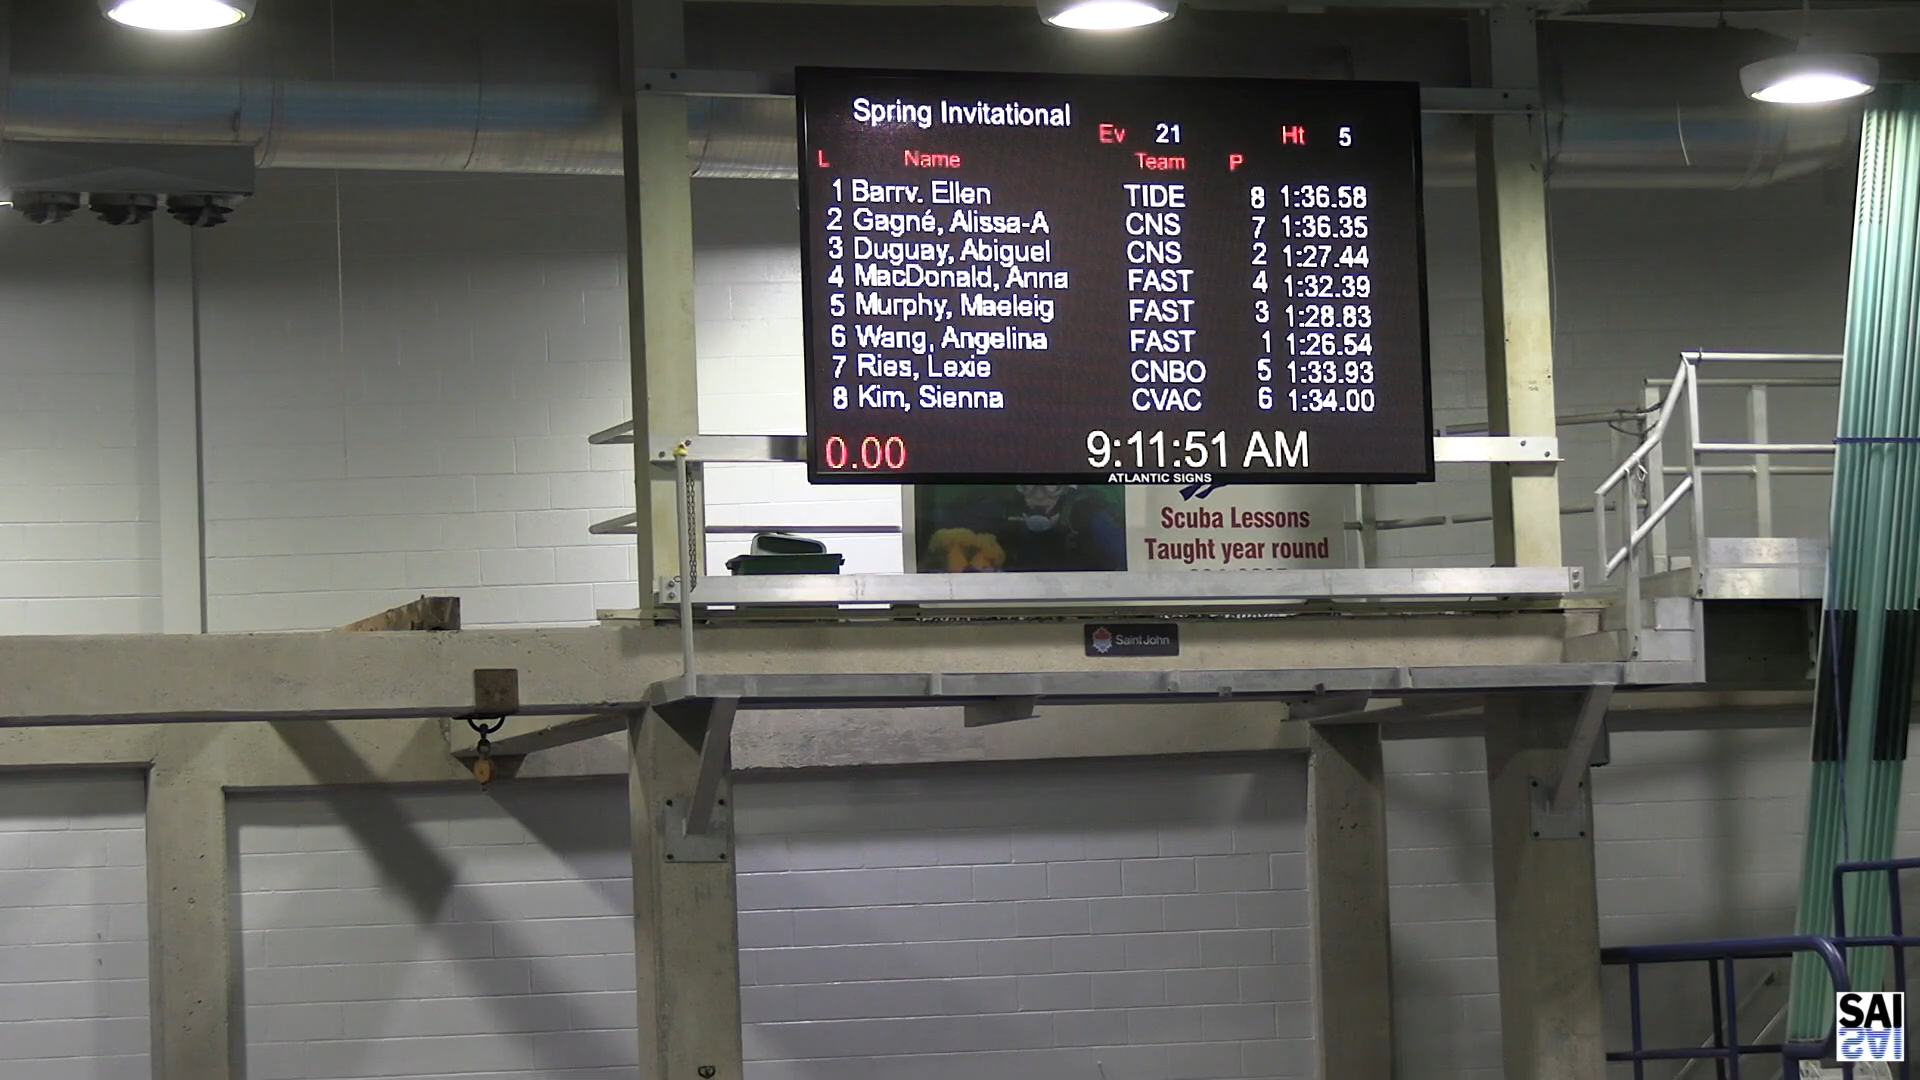 Spring Invitational
Ev 21 Ht 5
L Name Team P
1 Barry, Ellen TIDE 8 1:36.58
2 Gagné, Alissa-A CNS 7 1:36.35
3 Duguay, Abiguel CNS 2 1:27.44
4 MacDonald, Anna FAST 4 1:32.39
5 Murphy, Maeleig FAST 3 1:28.83
6 Wang, Angelina FAST 1 1:26.54
7 Ries, Lexie CNBO 5 1:33.93
8 Kim, Sienna CVAC 6 1:34.00
0.00 9:11:51 AM
ATLANTIC SIGNS
Scuba Lessons
Taught year round
Saint John
SAI